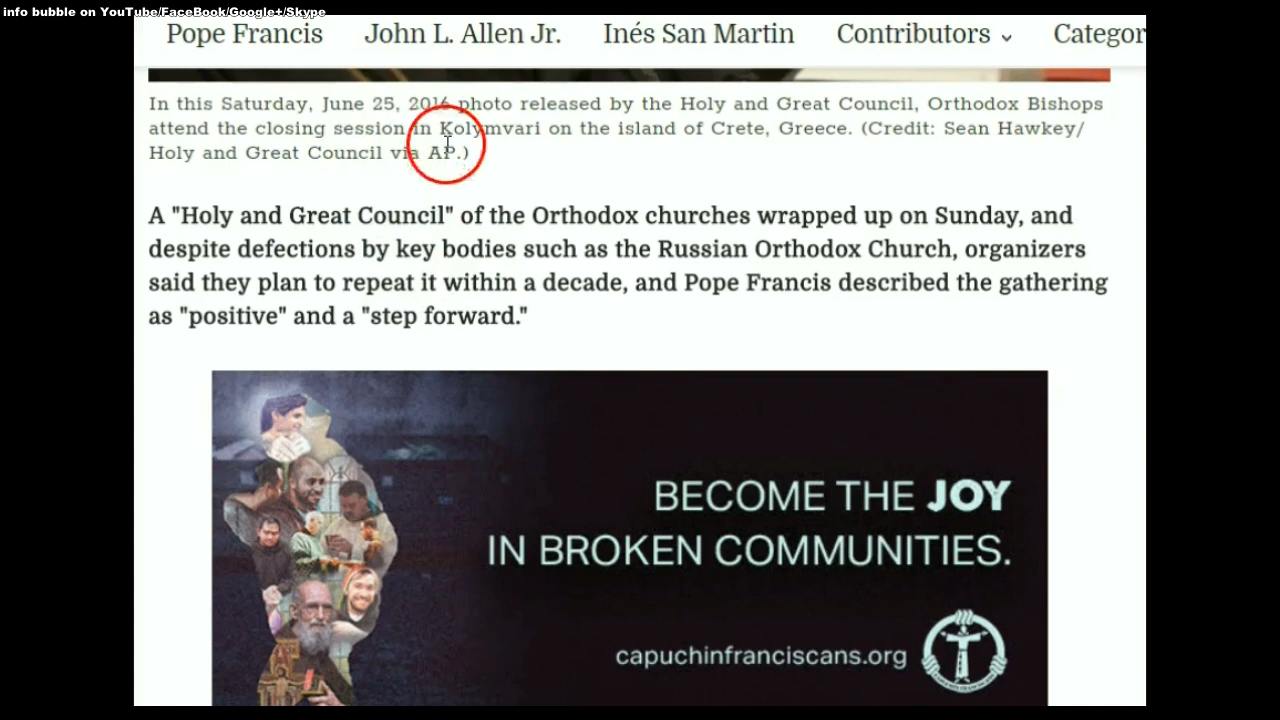 info bubble on YouTube/FaceBook/Google+/Skype
Pope Francis John L. Allen Jr. Inés San Martin Contributors Categor
In this Saturday, June 25, 2016 photo released by the Holy and Great Council, Orthodox Bishops
attend the closing session in Kolymvari on the island of Crete, Greece. (Credit: Sean Hawkey/
Holy and Great Council via AP.)
A "Holy and Great Council" of the Orthodox churches wrapped up on Sunday, and
despite defections by key bodies such as the Russian Orthodox Church, organizers
said they plan to repeat it within a decade, and Pope Francis described the gathering
as "positive" and a "step forward."
BECOME THE JOY
IN BROKEN COMMUNITIES.
capuchinfranciscans.org